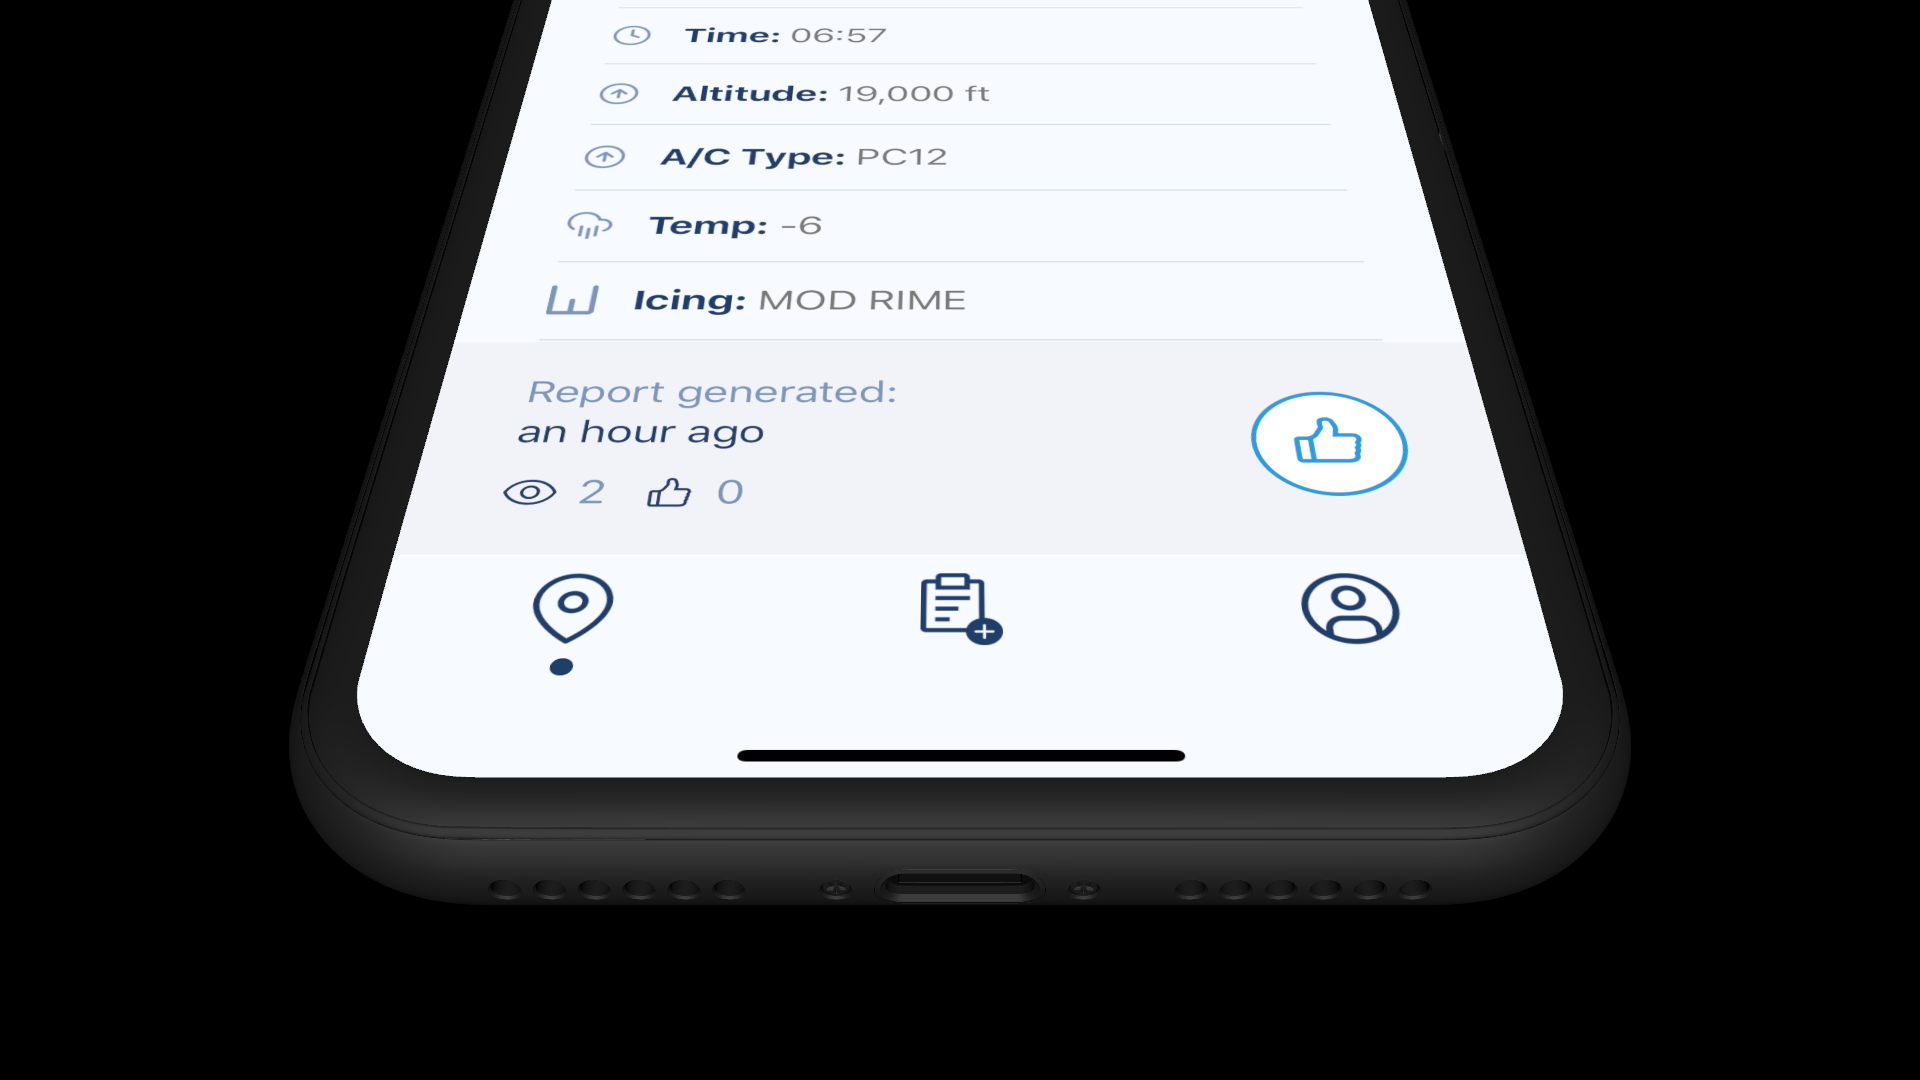 Time: 06:57
Altitude: 19,000 ft
A/C Type: PC12
Temp: -6
Icing: MOD RIME
Report generated:
an hour ago
2 0